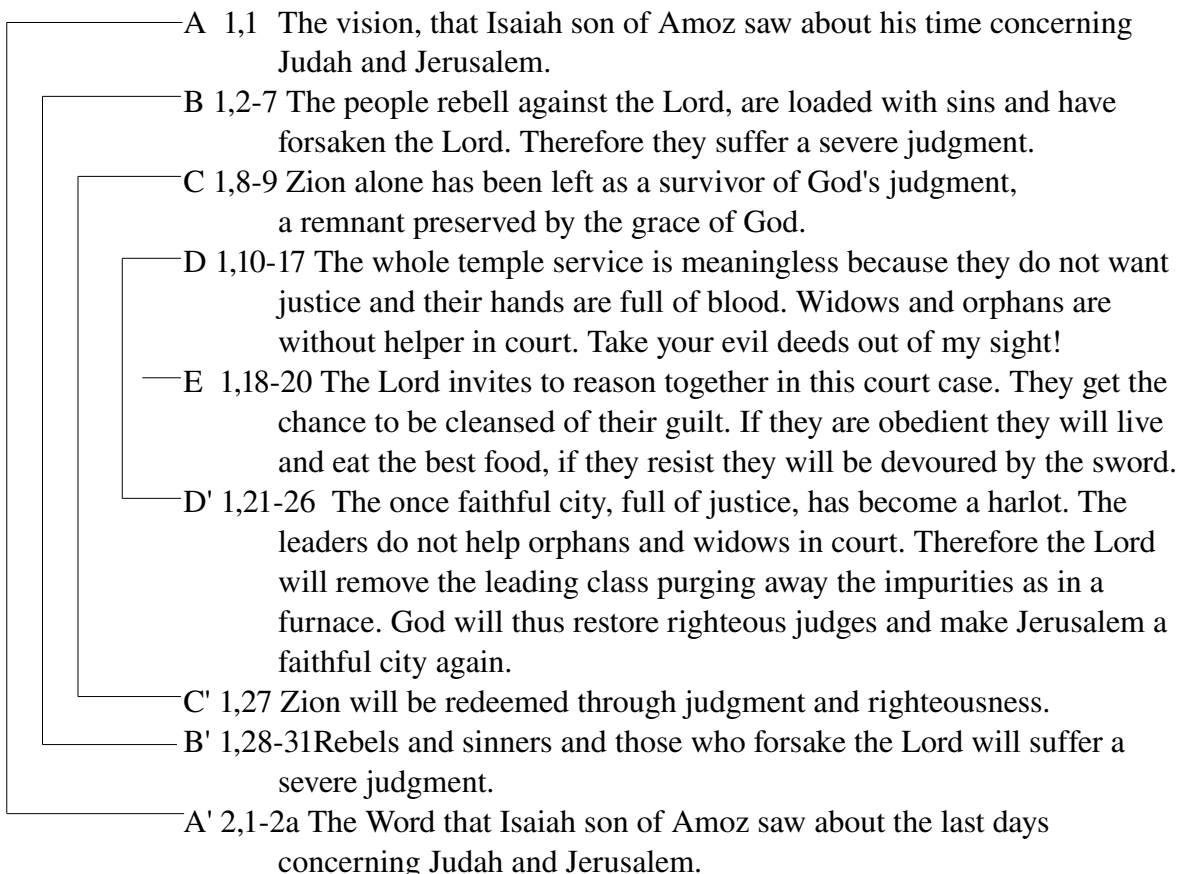 A 1,1 The vision, that Isaiah son of Amoz saw about his time concerning
Judah and Jerusalem.
B 1,2-7 The people rebell against the Lord, are loaded with sins and have
forsaken the Lord. Therefore they suffer a severe judgment.
C 1,8-9 Zion alone has been left as a survivor of God's judgment,
a remnant preserved by the grace of God.
D 1,10-17 The whole temple service is meaningless because they do not want
justice and their hands are full of blood. Widows and orphans are
without helper in court. Take your evil deeds out of my sight!
E 1,18-20 The Lord invites to reason together in this court case. They get the
chance to be cleansed of their guilt. If they are obedient they will live
and eat the best food, if they resist they will be devoured by the sword.
D' 1,21-26 The once faithful city, full of justice, has become a harlot. The
leaders do not help orphans and widows in court. Therefore the Lord
will remove the leading class purging away the impurities as in a
furnace. God will thus restore righteous judges and make Jerusalem a
faithful city again.
C' 1,27 Zion will be redeemed through judgment and righteousness.
B' 1,28-31Rebels and sinners and those who forsake the Lord will suffer a
severe judgment.
A' 2,1-2a The Word that Isaiah son of Amoz saw about the last days
concerning Judah and Jerusalem.